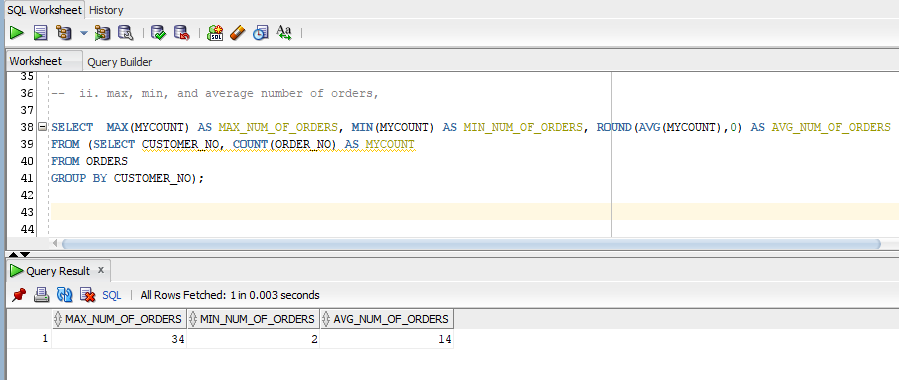 SQL Worksheet History
Worksheet Query Builder
35
36 -- ii. max, min, and average number of orders,
37
38 SELECT MAX(MYCOUNT) AS MAX_NUM_OF_ORDERS, MIN(MYCOUNT) AS MIN_NUM_OF_ORDERS, ROUND(AVG(MYCOUNT),0) AS AVG_NUM_OF_ORDERS
39 FROM (SELECT CUSTOMER_NO, COUNT(ORDER_NO) AS MYCOUNT
40 FROM ORDERS
41 GROUP BY CUSTOMER_NO);
42
43
44
Query Result x
SQL | All Rows Fetched: 1 in 0.003 seconds
MAX_NUM_OF_ORDERS MIN_NUM_OF_ORDERS AVG_NUM_OF_ORDERS
1 34 2 14